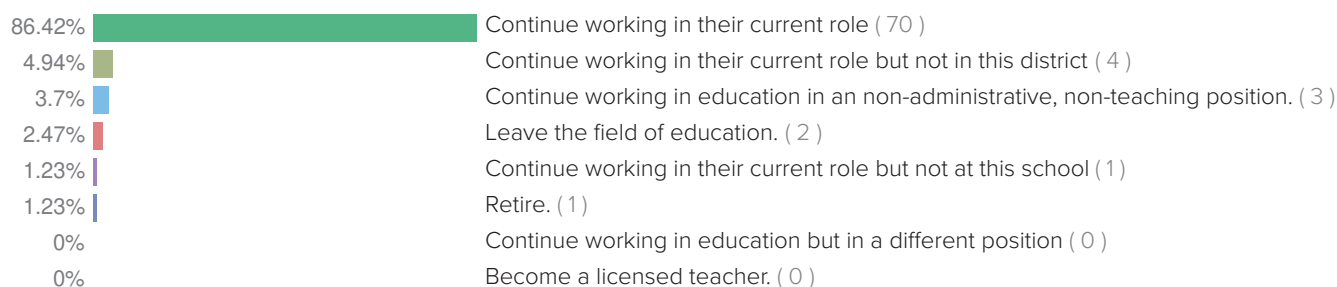 86.42% Continue working in their current role ( 70 )
4.94% Continue working in their current role but not in this district ( 4 )
3.7% Continue working in education in an non-administrative, non-teaching position. ( 3 )
2.47% Leave the field of education. ( 2 )
1.23% Continue working in their current role but not at this school ( 1 )
1.23% Retire. ( 1 )
0% Continue working in education but in a different position ( 0 )
0% Become a licensed teacher. ( 0 )